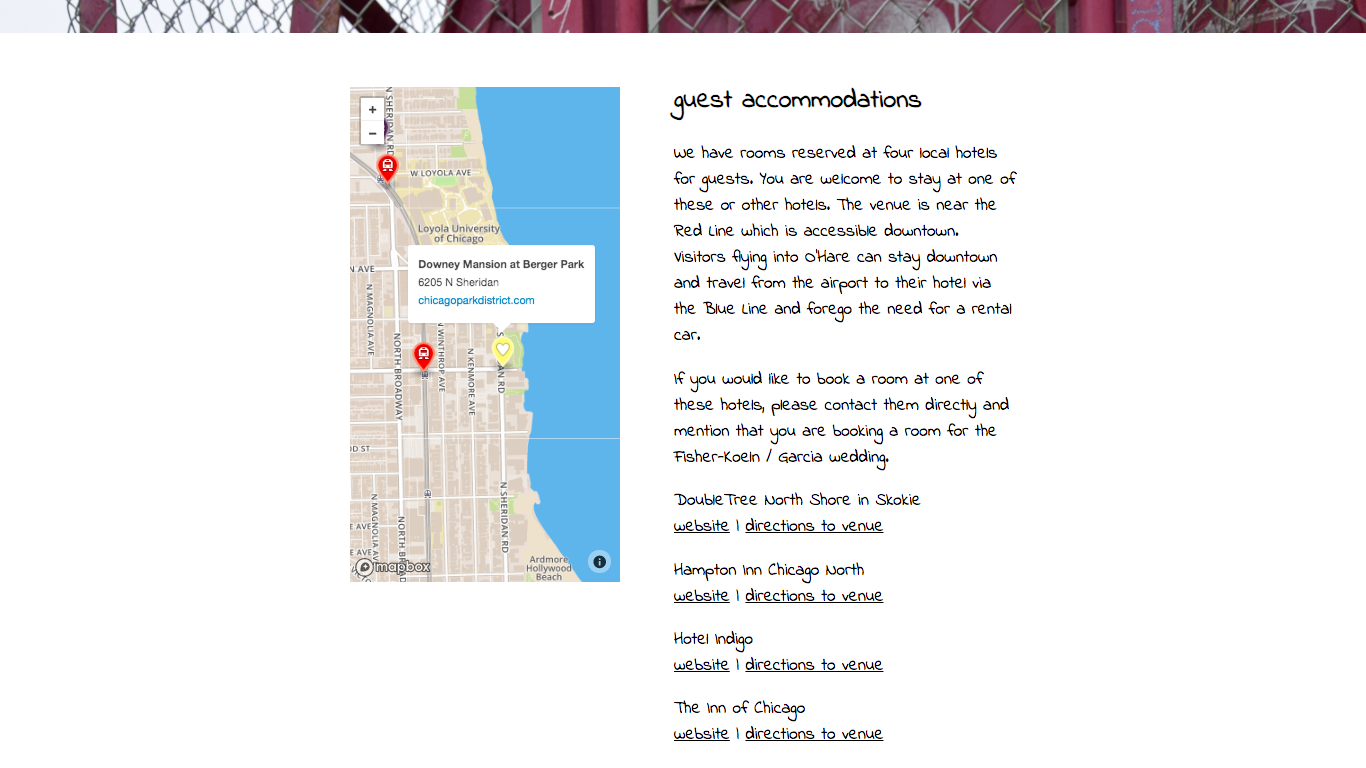 N SHERIDAN RD
+
−
W LOYOLA AVE
Loyola University
of Chicago
Downey Mansion at Berger Park
6205 N Sheridan
chicagoparkdistrict.com
N AVE
N MAGNOLIA AVE
NORTH BROADWAY
N WINTHROP AVE
N KENMORE AVE
AN RD
OD ST
N MAGNOLIA AV
NORTH BRO
N SHERIDAN RD
E AVE
E AVE
Ardmore
Hollywood
Beach
mapbox
guest accommodations
We have rooms reserved at four local hotels
for guests. You are welcome to stay at one of
these or other hotels. The venue is near the
Red Line which is accessible downtown.
Visitors flying into O'Hare can stay downtown
and travel from the airport to their hotel via
the Blue Line and forego the need for a rental
car.
If you would like to book a room at one of
these hotels, please contact them directly and
mention that you are booking a room for the
Fisher-Koeln / Garcia wedding.
DoubleTree North Shore in Skokie
website | directions to venue
Hampton Inn Chicago North
website | directions to venue
Hotel Indigo
website | directions to venue
The Inn of Chicago
website | directions to venue